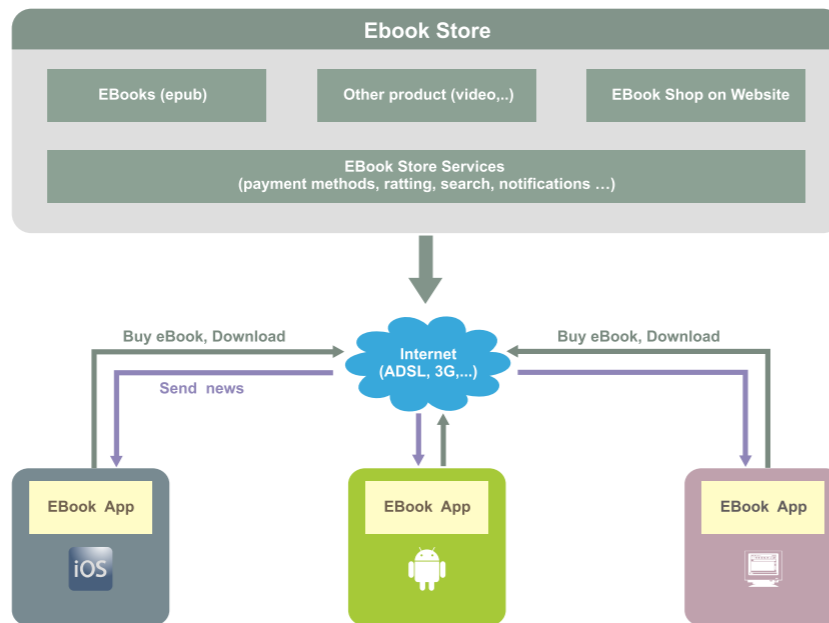 Ebook Store
EBooks (epub)
Other product (video,..)
EBook Shop on Website
EBook Store Services
(payment methods, ratting, search, notifications ...)
Buy eBook, Download
Buy eBook, Download
Internet
(ADSL, 3G,...)
Send news
EBook App
EBook App
EBook App
iOS